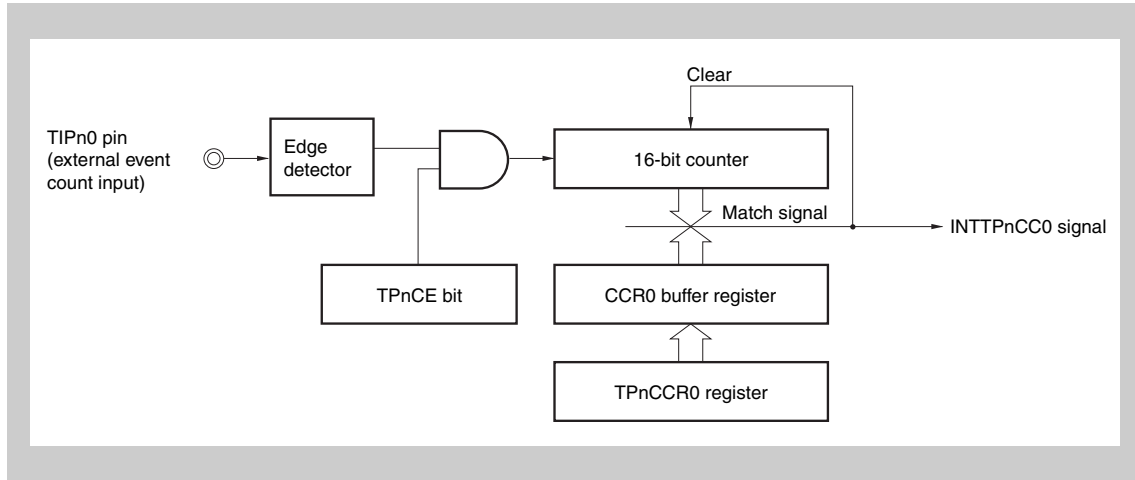 Clear
TIPn0 pin
(external event
count input)
Edge
detector
16-bit counter
Match signal
INTTPnCC0 signal
TPnCE bit
CCR0 buffer register
TPnCCR0 register